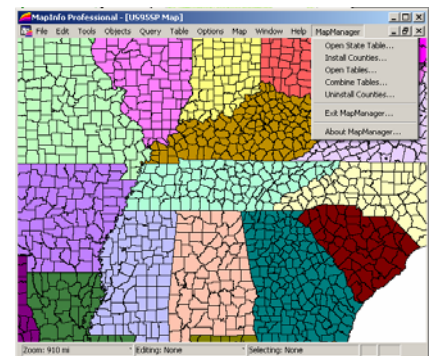 MapInfo Professional - [US95SP Map]
File Edit Tools Objects Query Table Options Map Window Help MapManager
Open State Table...
Install Counties...
Open Tables...
Combine Tables...
Uninstall Counties...
Exit MapManager...
About MapManager...
Zoom: 910 mi Editing: None Selecting: None